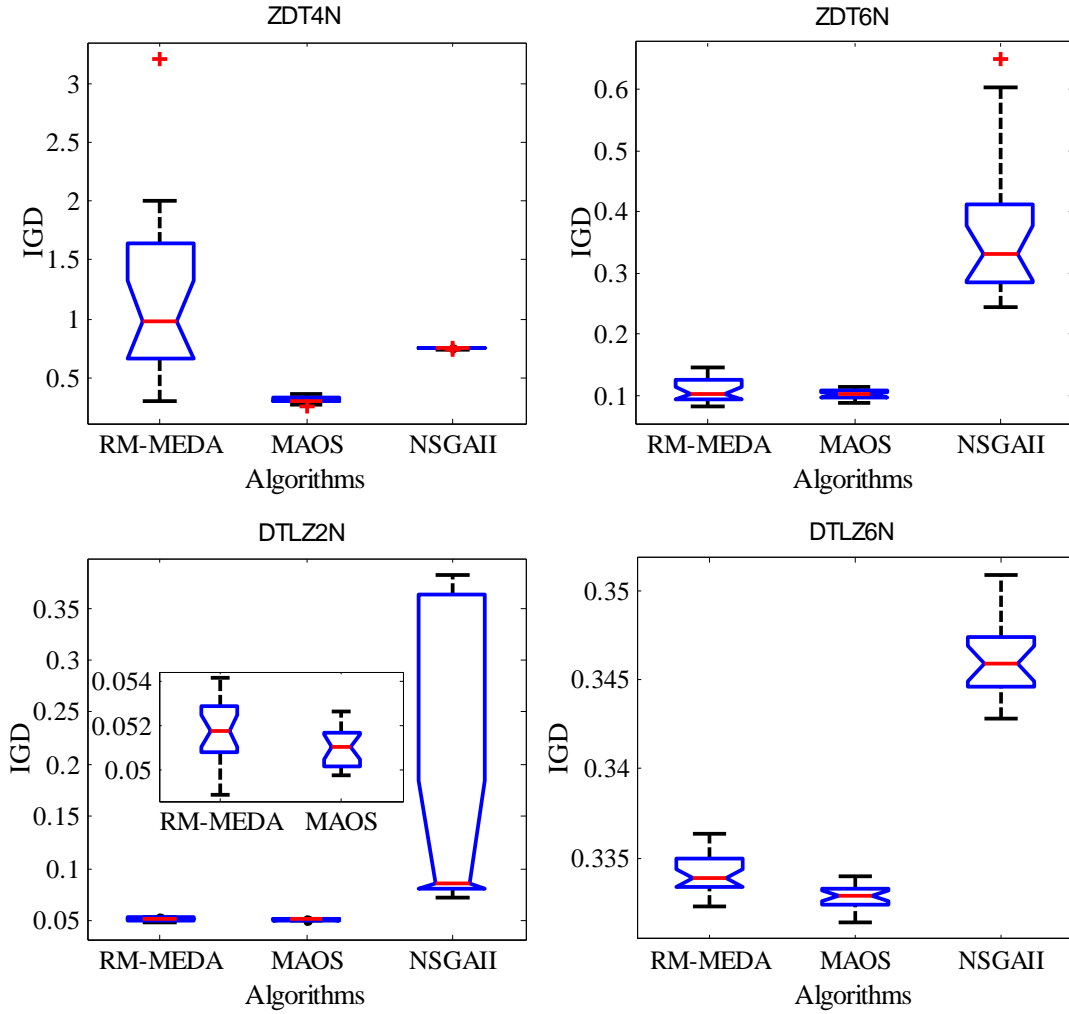 ZDT4N
IGD
3
2.5
2
1.5
1
0.5
RM-MEDA MAOS NSGAII
Algorithms
ZDT6N
IGD
0.6
0.5
0.4
0.3
0.2
0.1
RM-MEDA MAOS NSGAII
Algorithms
DTLZ2N
IGD
0.35
0.3
0.25
0.2
0.15
0.1
0.05
0.054
0.052
0.05
RM-MEDA MAOS
RM-MEDA MAOS NSGAII
Algorithms
DTLZ6N
IGD
0.35
0.345
0.34
0.335
RM-MEDA MAOS NSGAII
Algorithms